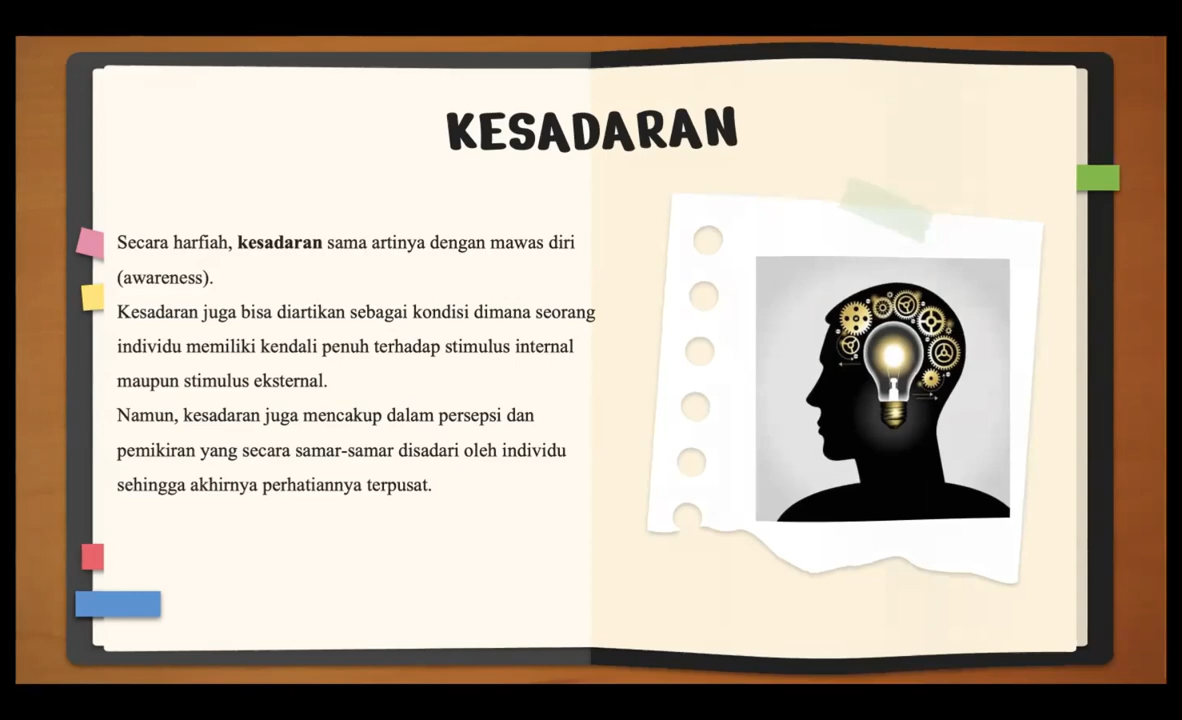 KESADARAN
Secara harfiah, kesadaran sama artinya dengan mawas diri
(awareness).
Kesadaran juga bisa diartikan sebagai kondisi dimana seorang
individu memiliki kendali penuh terhadap stimulus internal
maupun stimulus eksternal.
Namun, kesadaran juga mencakup dalam persepsi dan
pemikiran yang secara samar-samar disadari oleh individu
sehingga akhirnya perhatiannya terpusat.